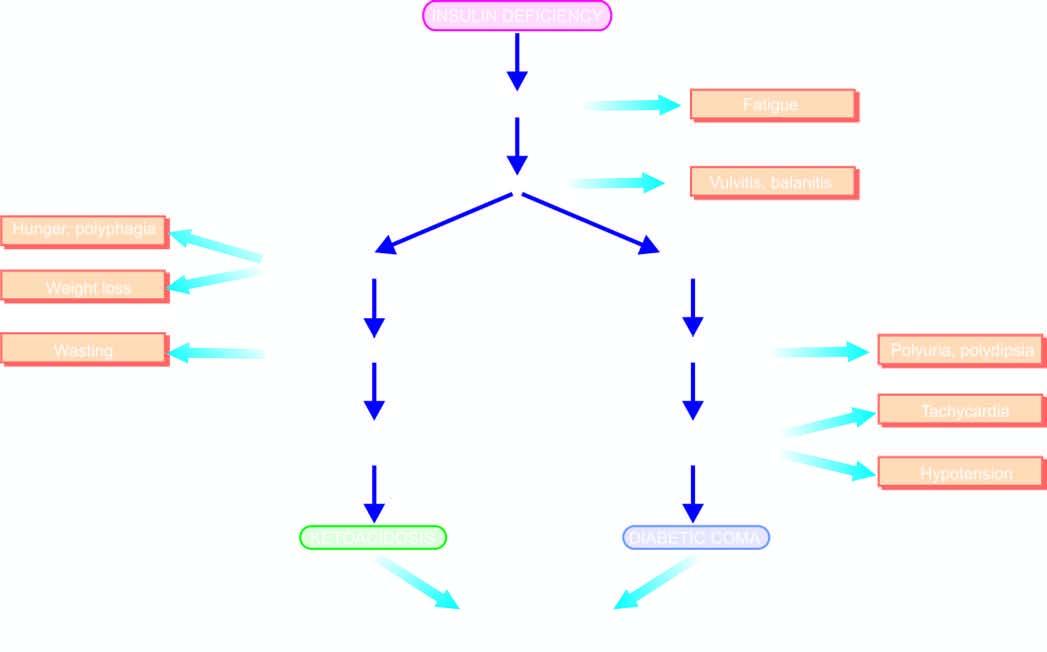 INSULIN DEFICIENCY
Fatigue
Vulvitis, balanitis
Hunger, polyphagia
Weight loss
Wasting
Polyuria, polydipsia
Tachycardia
Hypotension
KETOACIDOSIS
DIABETIC COMA